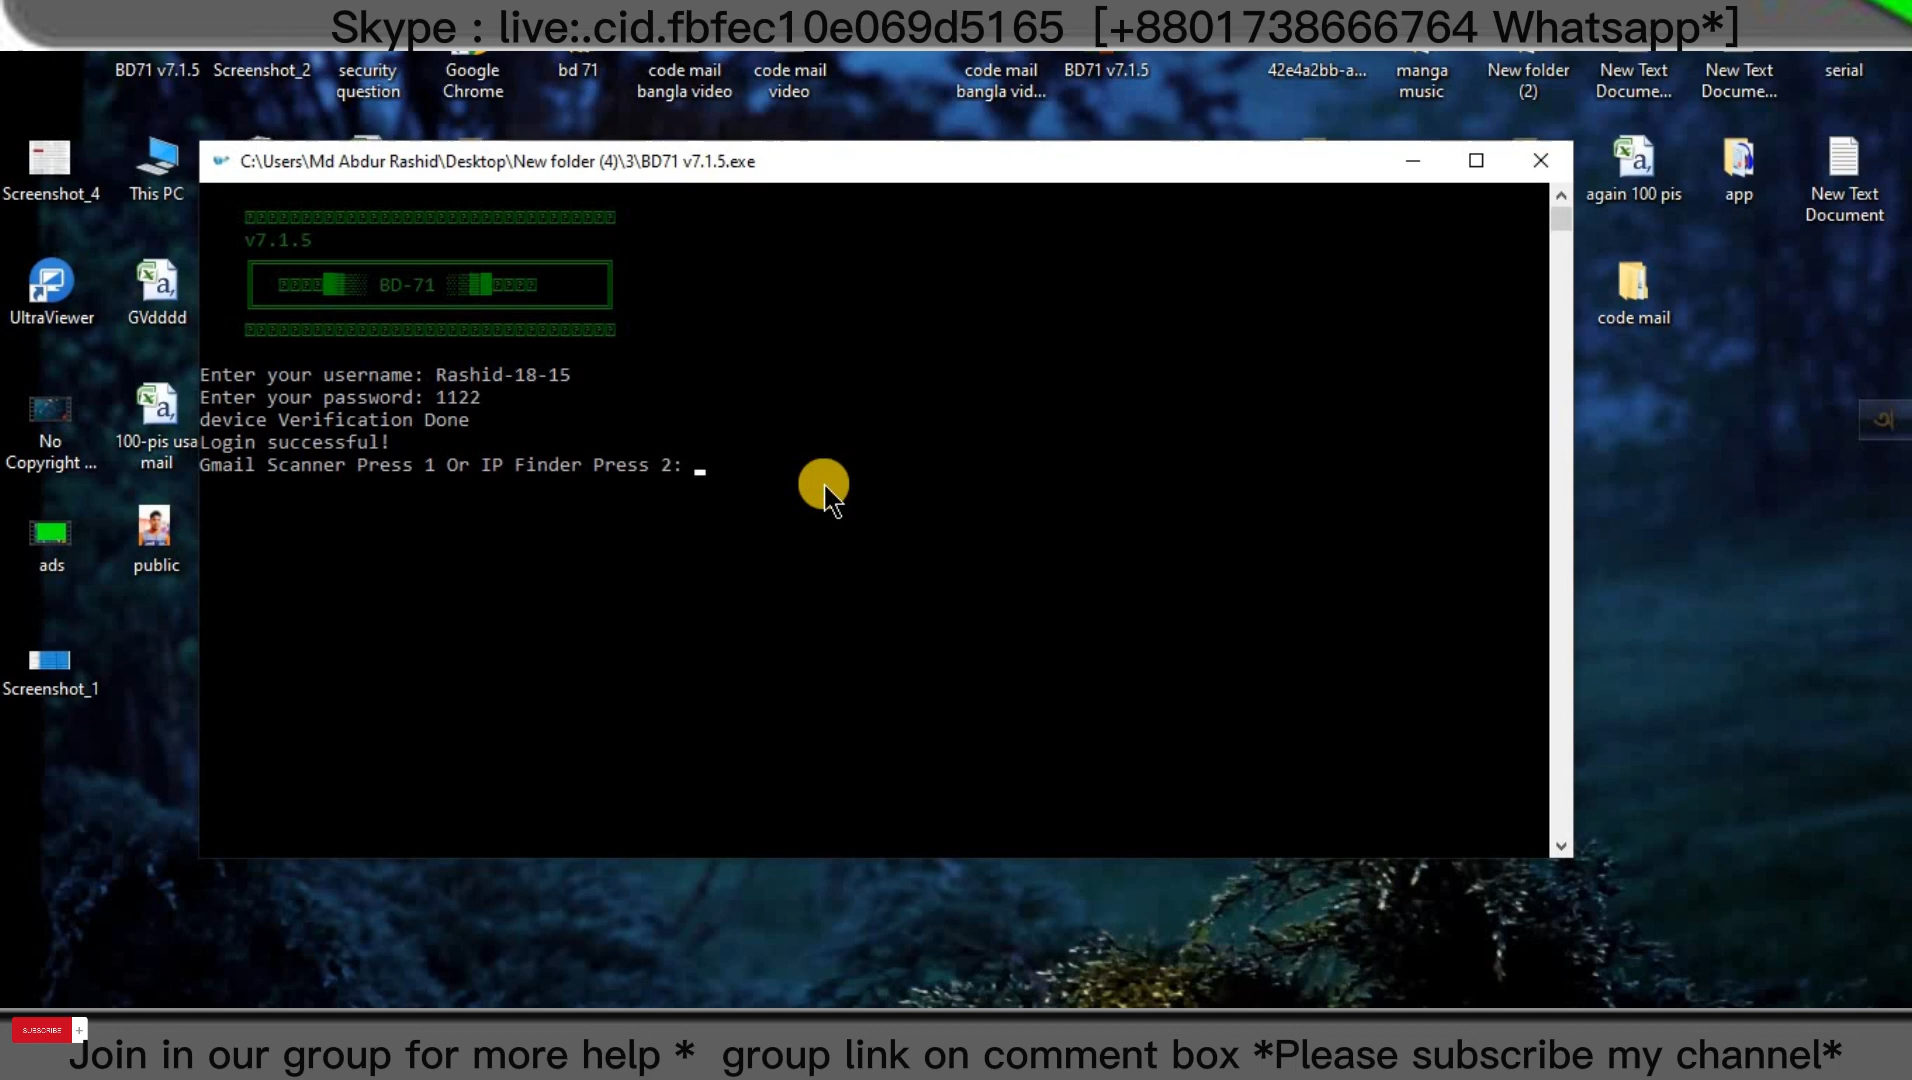 Skype : live:.cid.fbfec10e069d5165 [+8801738666764 Whatsapp*]
BD71 v7.1.5
Screenshot_2
security question
Google Chrome
bd 71
code mail bangla video
code mail video
code mail bangla vid...
BD71 v7.1.5
42e4a2bb-a...
manga music
New folder (2)
New Text Docume...
New Text Docume...
serial
C:\Users\Md Abdur Rashid\Desktop\New folder (4)\3\BD71 v7.1.5.exe
Screenshot_4
This PC
again 100 pis
app
New Text Document
v7.1.5
BD-71
UltraViewer
GVdddd
code mail
Enter your username: Rashid-18-15
Enter your password: 1122
device Verification Done
Login successful!
Gmail Scanner Press 1 Or IP Finder Press 2:
No Copyright ...
100-pis usa mail
অ
ads
public
Screenshot_1
SUBSCRIBE +
Join in our group for more help * group link on comment box *Please subscribe my channel*